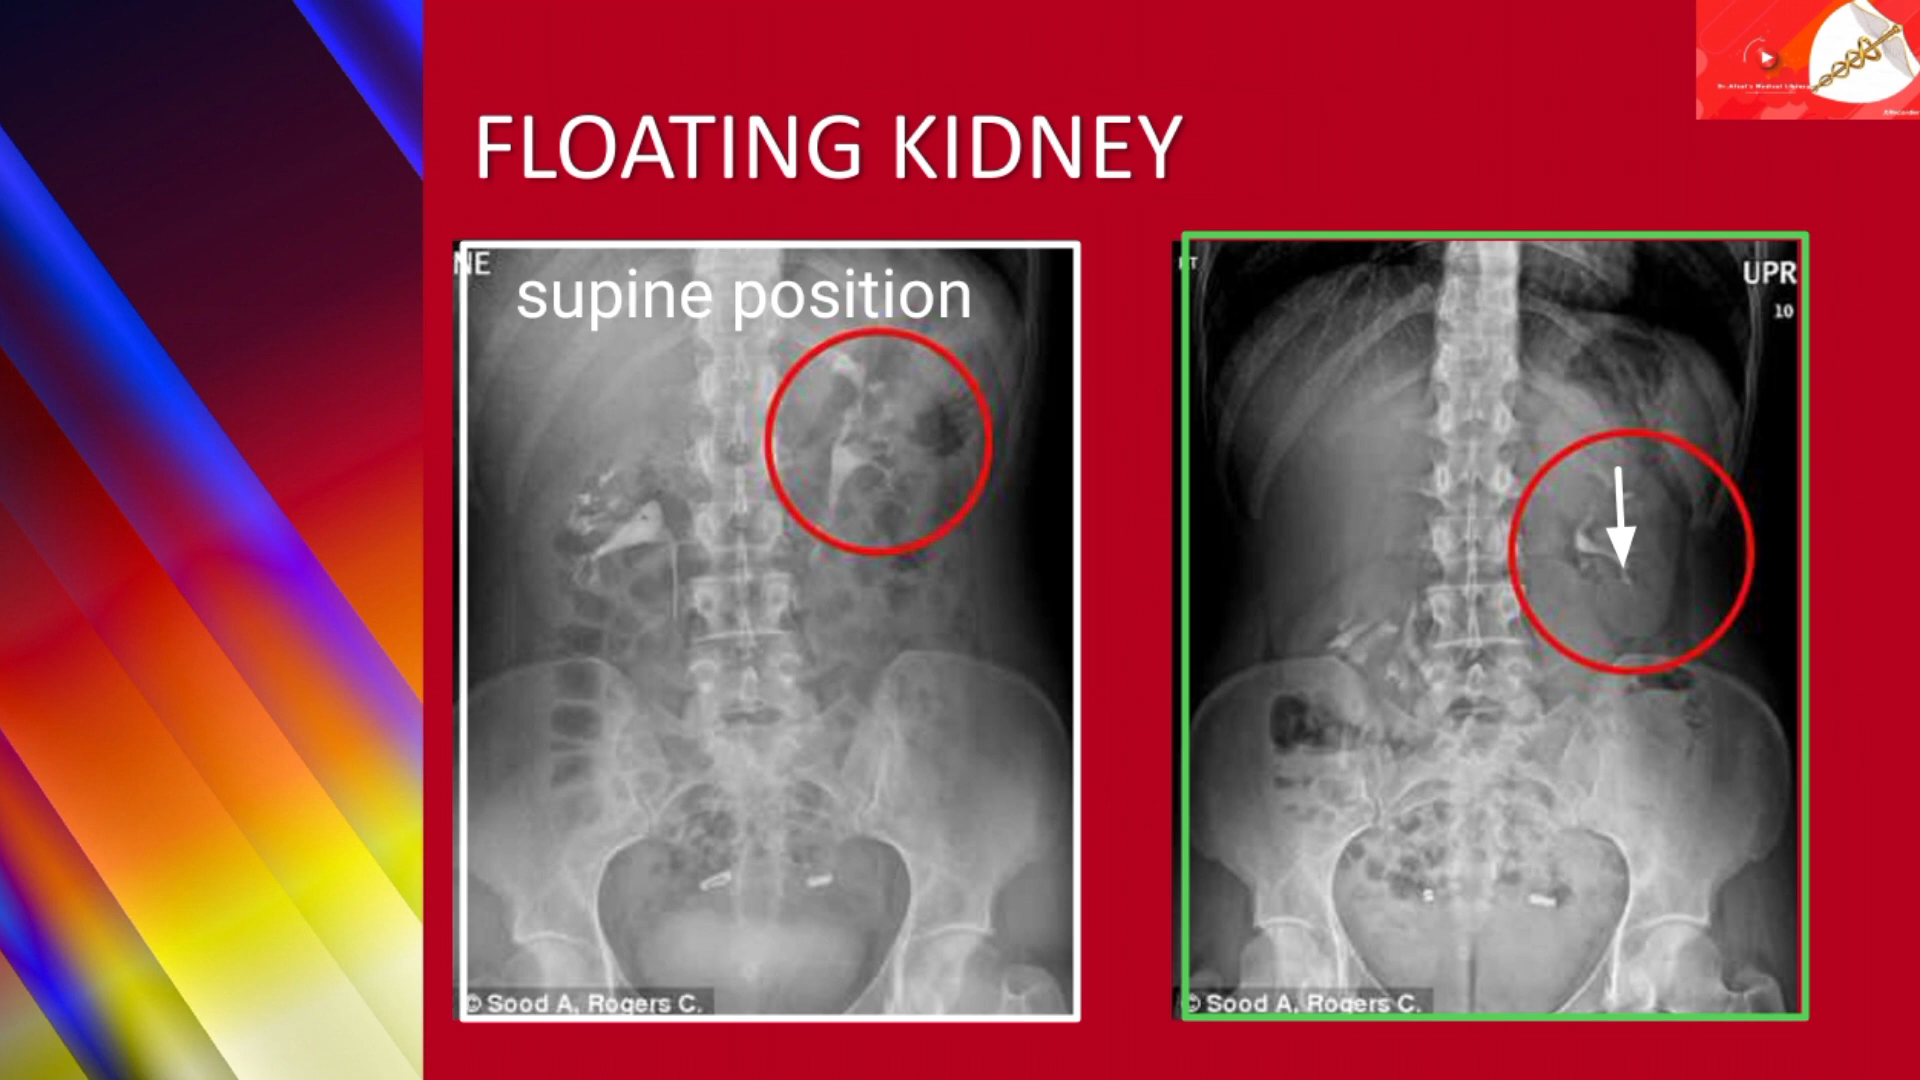 FLOATING KIDNEY
NE
supine position
© Sood A, Rogers C.
UPR
10
© Sood A, Rogers C.